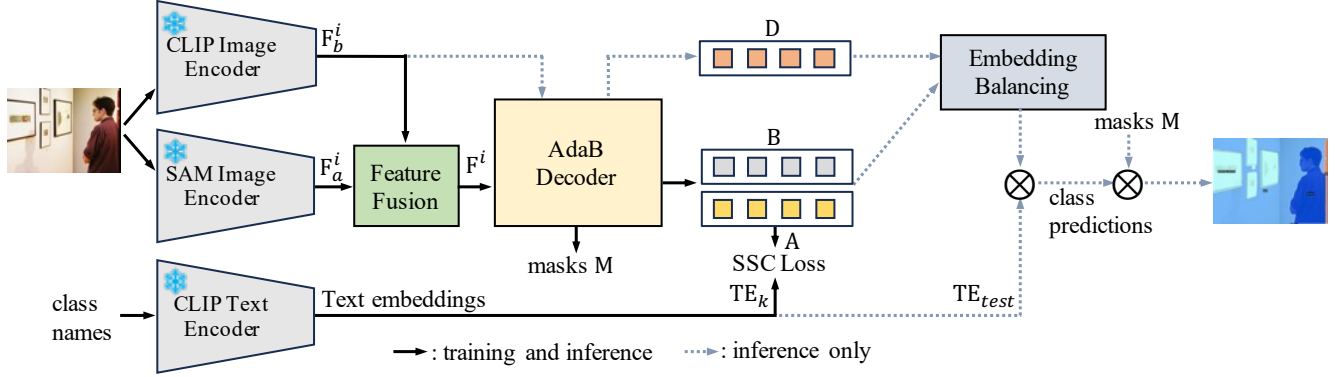 CLIP Image
Encoder
F_b^i
D
Embedding
Balancing
masks M
SAM Image
Encoder
F_a^i
Feature
Fusion
F^i
AdaB
Decoder
B
A
class
predictions
masks M
SSC Loss
class
names
CLIP Text
Encoder
Text embeddings
TE_k
TE_test
: training and inference
: inference only